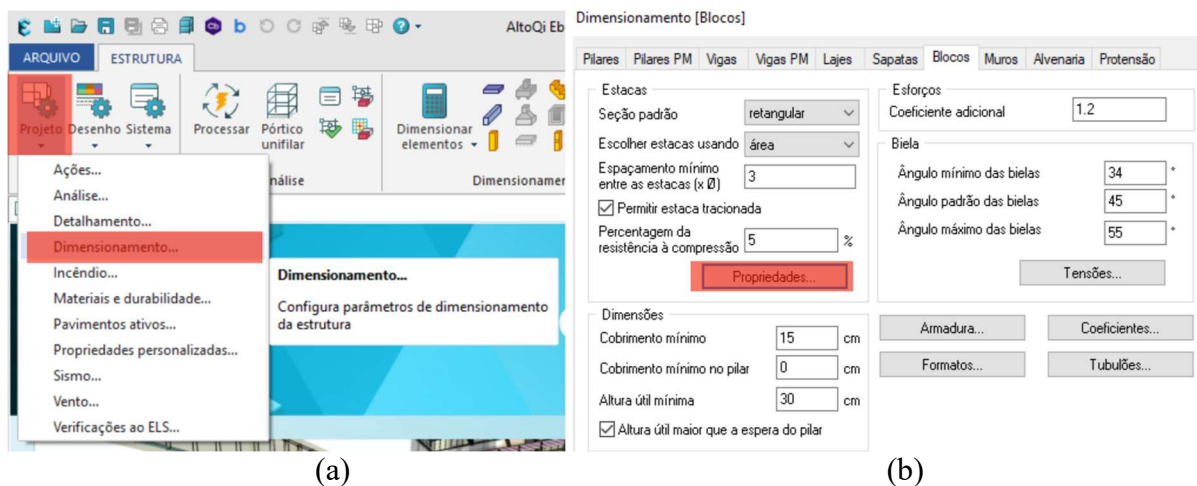 AltoQi Eb
ARQUIVO
ESTRUTURA
Projeto
Desenho
Sistema
Processar
Pórtico
unifilar
Dimensionar
elementos
nálise
Dimensionamer
Ações...
Análise...
Detalhamento...
Dimensionamento...
Incêndio...
Materiais e durabilidade...
Pavimentos ativos...
Propriedades personalizadas...
Sismo...
Vento...
Verificações ao ELS...
Dimensionamento...
Configura parâmetros de dimensionamento
da estrutura
(a)
Dimensionamento [Blocos]
Pilares Pilares PM Vigas Vigas PM Lajes Sapatas Blocos Muros Alvenaria Protensão
Estacas
Seção padrão retangular
Escolher estacas usando área
Espaçamento mínimo
entre as estacas (x Ø) 3
Permitir estaca tracionada
Percentagem da
resistência à compressão 5 %
Propriedades...
Dimensões
Cobrimento mínimo 15 cm
Cobrimento mínimo no pilar 0 cm
Altura útil mínima 30 cm
Altura útil maior que a espera do pilar
Esforços
Coeficiente adicional 1.2
Biela
Ângulo mínimo das bielas 34 °
Ângulo padrão das bielas 45 °
Ângulo máximo das bielas 55 °
Tensões...
Armadura... Coeficientes...
Formatos... Tubulões...
(b)